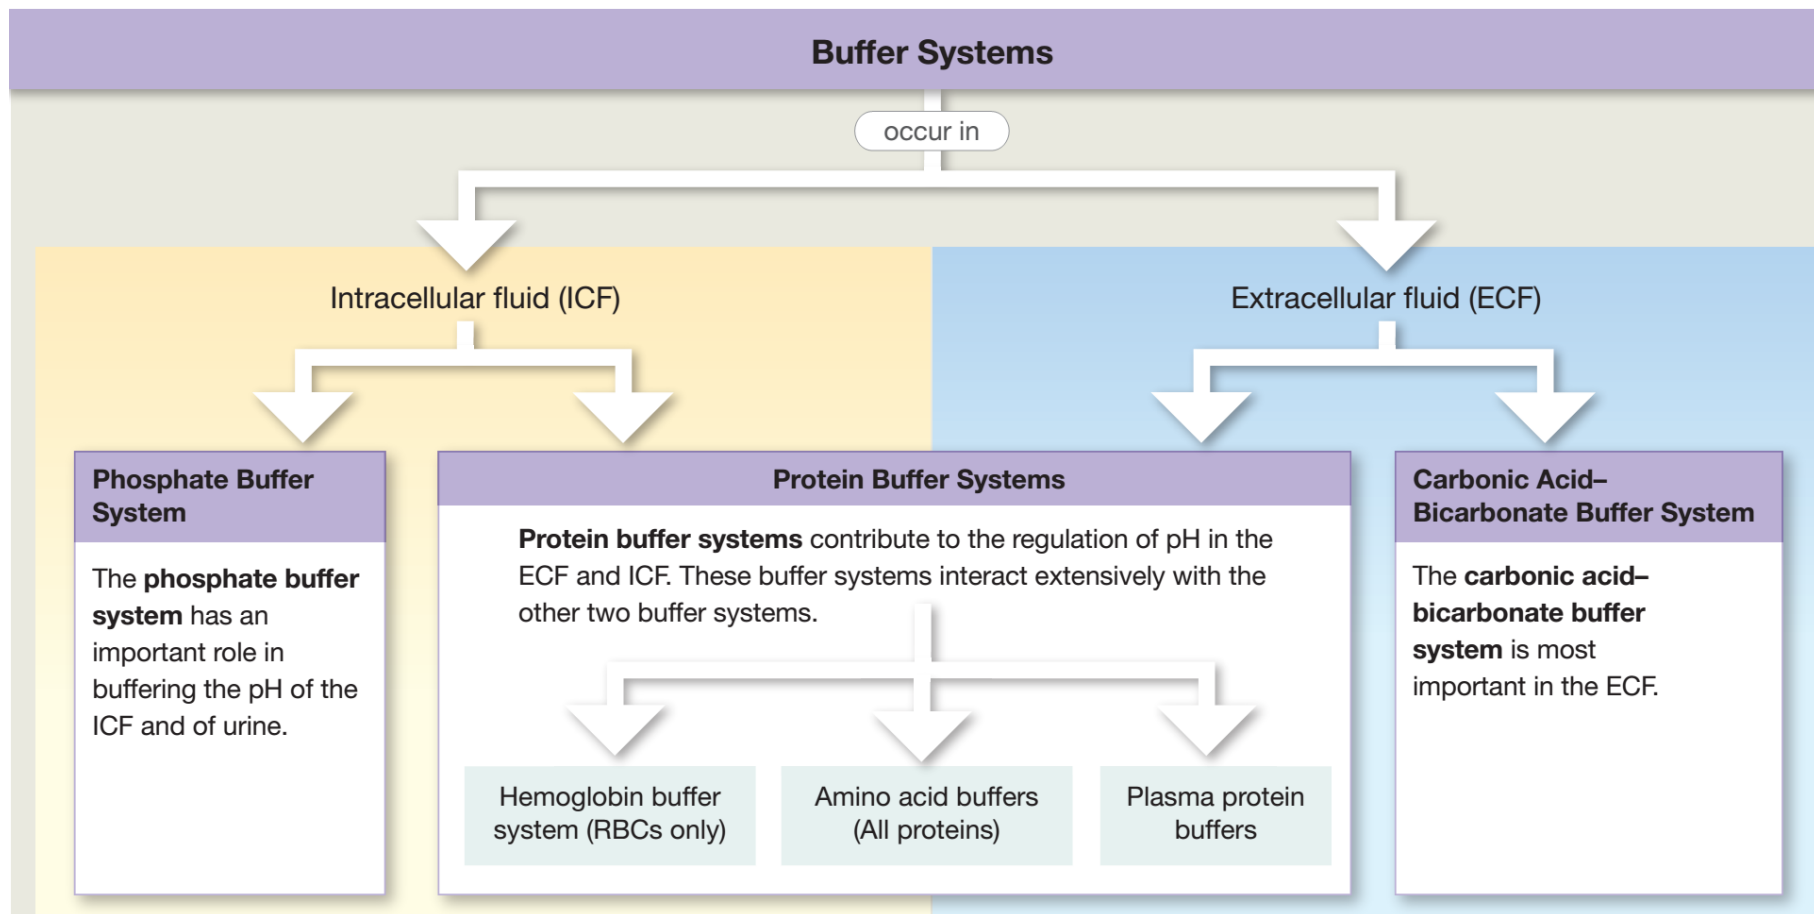 Buffer Systems
occur in
Intracellular fluid (ICF)
Extracellular fluid (ECF)
Phosphate Buffer
System
The phosphate buffer
system has an
important role in
buffering the pH of the
ICF and of urine.
Protein Buffer Systems
Protein buffer systems contribute to the regulation of pH in the
ECF and ICF. These buffer systems interact extensively with the
other two buffer systems.
Hemoglobin buffer
system (RBCs only)
Amino acid buffers
(All proteins)
Plasma protein
buffers
Carbonic Acid–
Bicarbonate Buffer System
The carbonic acid–
bicarbonate buffer
system is most
important in the ECF.